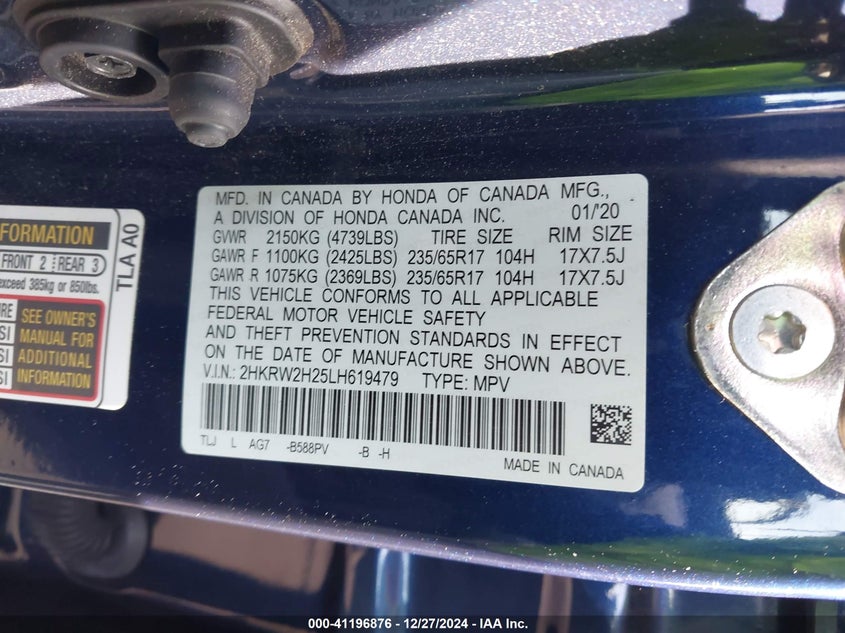 FORMATION
FRONT 2 REAR 3
exceed 385kg or 850lbs.
SEE OWNER'S
MANUAL FOR
ADDITIONAL
INFORMATION
TLA A0
MFD. IN CANADA BY HONDA OF CANADA MFG.,
A DIVISION OF HONDA CANADA INC. 01/'20
GVWR 2150KG (4739LBS) TIRE SIZE RIM SIZE
GAWR F 1100KG (2425LBS) 235/65R17 104H 17X7.5J
GAWR R 1075KG (2369LBS) 235/65R17 104H 17X7.5J
THIS VEHICLE CONFORMS TO ALL APPLICABLE
FEDERAL MOTOR VEHICLE SAFETY
AND THEFT PREVENTION STANDARDS IN EFFECT
ON THE DATE OF MANUFACTURE SHOWN ABOVE.
V.I.N.: 2HKRW2H25LH619479 TYPE: MPV
TLJ L AG7 -B588PV -B -H
MADE IN CANADA
000-41196876 - 12/27/2024 - IAA Inc.